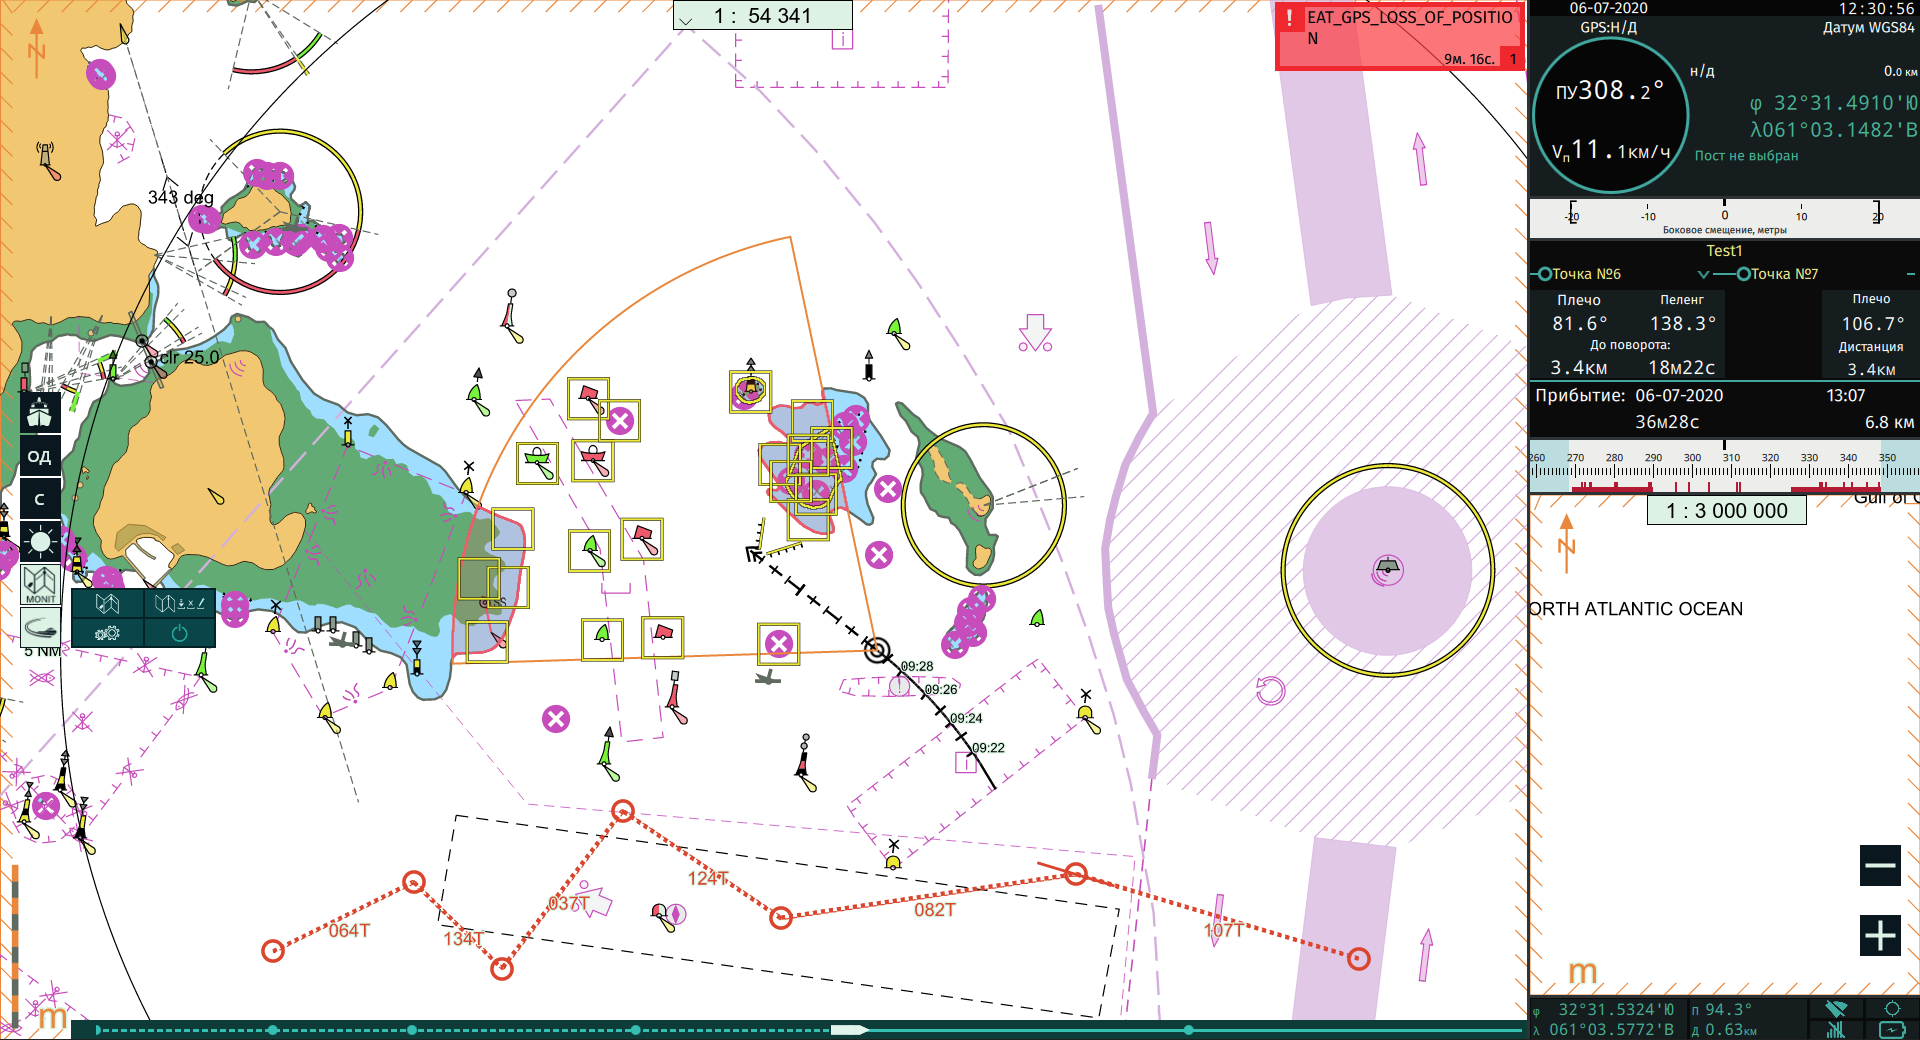 1 : 54 341
EAT_GPS_LOSS_OF_POSITIO
N
9м. 16с. 1
343 deg
clr 25.0
ОД
С
MONIT
5 NM
09:28
09:26
09:24
09:22
064T
134T
037T
124T
082T
107T
m
06-07-2020 12:30:56
GPS:Н/Д Датум WGS84
ПУ308.2°
Vп11.1км/ч
н/д 0.0 км
φ 32°31.4910'Ю
λ061°03.1482'В
Пост не выбран
-20 -10 0 10 20
Боковое смещение, метры
Test1
Точка №6 Точка №7
Плечо Пеленг Плечо
81.6° 138.3° 106.7°
До поворота: Дистанция
3.4км 18м22с 3.4км
Прибытие: 06-07-2020 13:07
36м28с 6.8 км
260 270 280 290 300 310 320 330 340 350
1 : 3 000 000
ORTH ATLANTIC OCEAN
m
φ 32°31.5324'Ю П 94.3°
λ 061°03.5772'В Д 0.63км